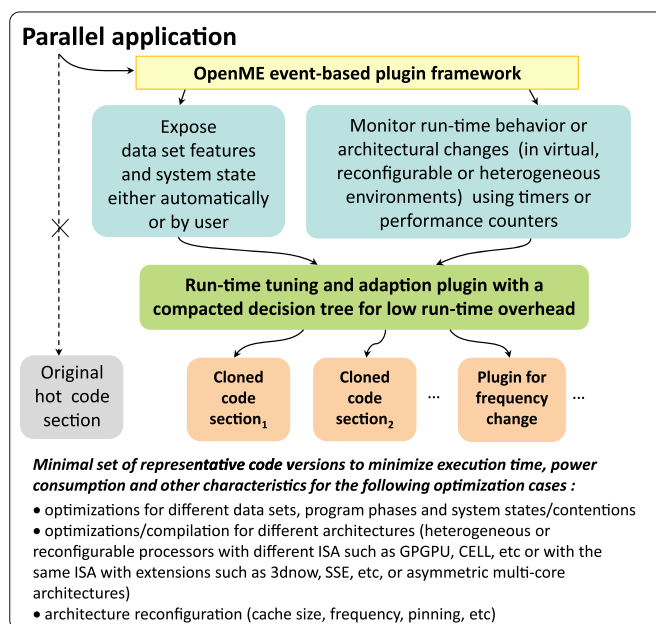 Parallel application
OpenME event-based plugin framework
Expose
data set features
and system state
either automatically
or by user
Monitor run-time behavior or
architectural changes (in virtual,
reconfigurable or heterogeneous
environments) using timers or
performance counters
Run-time tuning and adaption plugin with a
compacted decision tree for low run-time overhead
Original
hot code
section
Cloned
code
section1
Cloned
code
section2
...
Plugin for
frequency
change
...
Minimal set of representative code versions to minimize execution time, power
consumption and other characteristics for the following optimization cases :
• optimizations for different data sets, program phases and system states/contentions
• optimizations/compilation for different architectures (heterogeneous or
reconfigurable processors with different ISA such as GPGPU, CELL, etc or with the
same ISA with extensions such as 3dnow, SSE, etc, or asymmetric multi-core
architectures)
• architecture reconfiguration (cache size, frequency, pinning, etc)